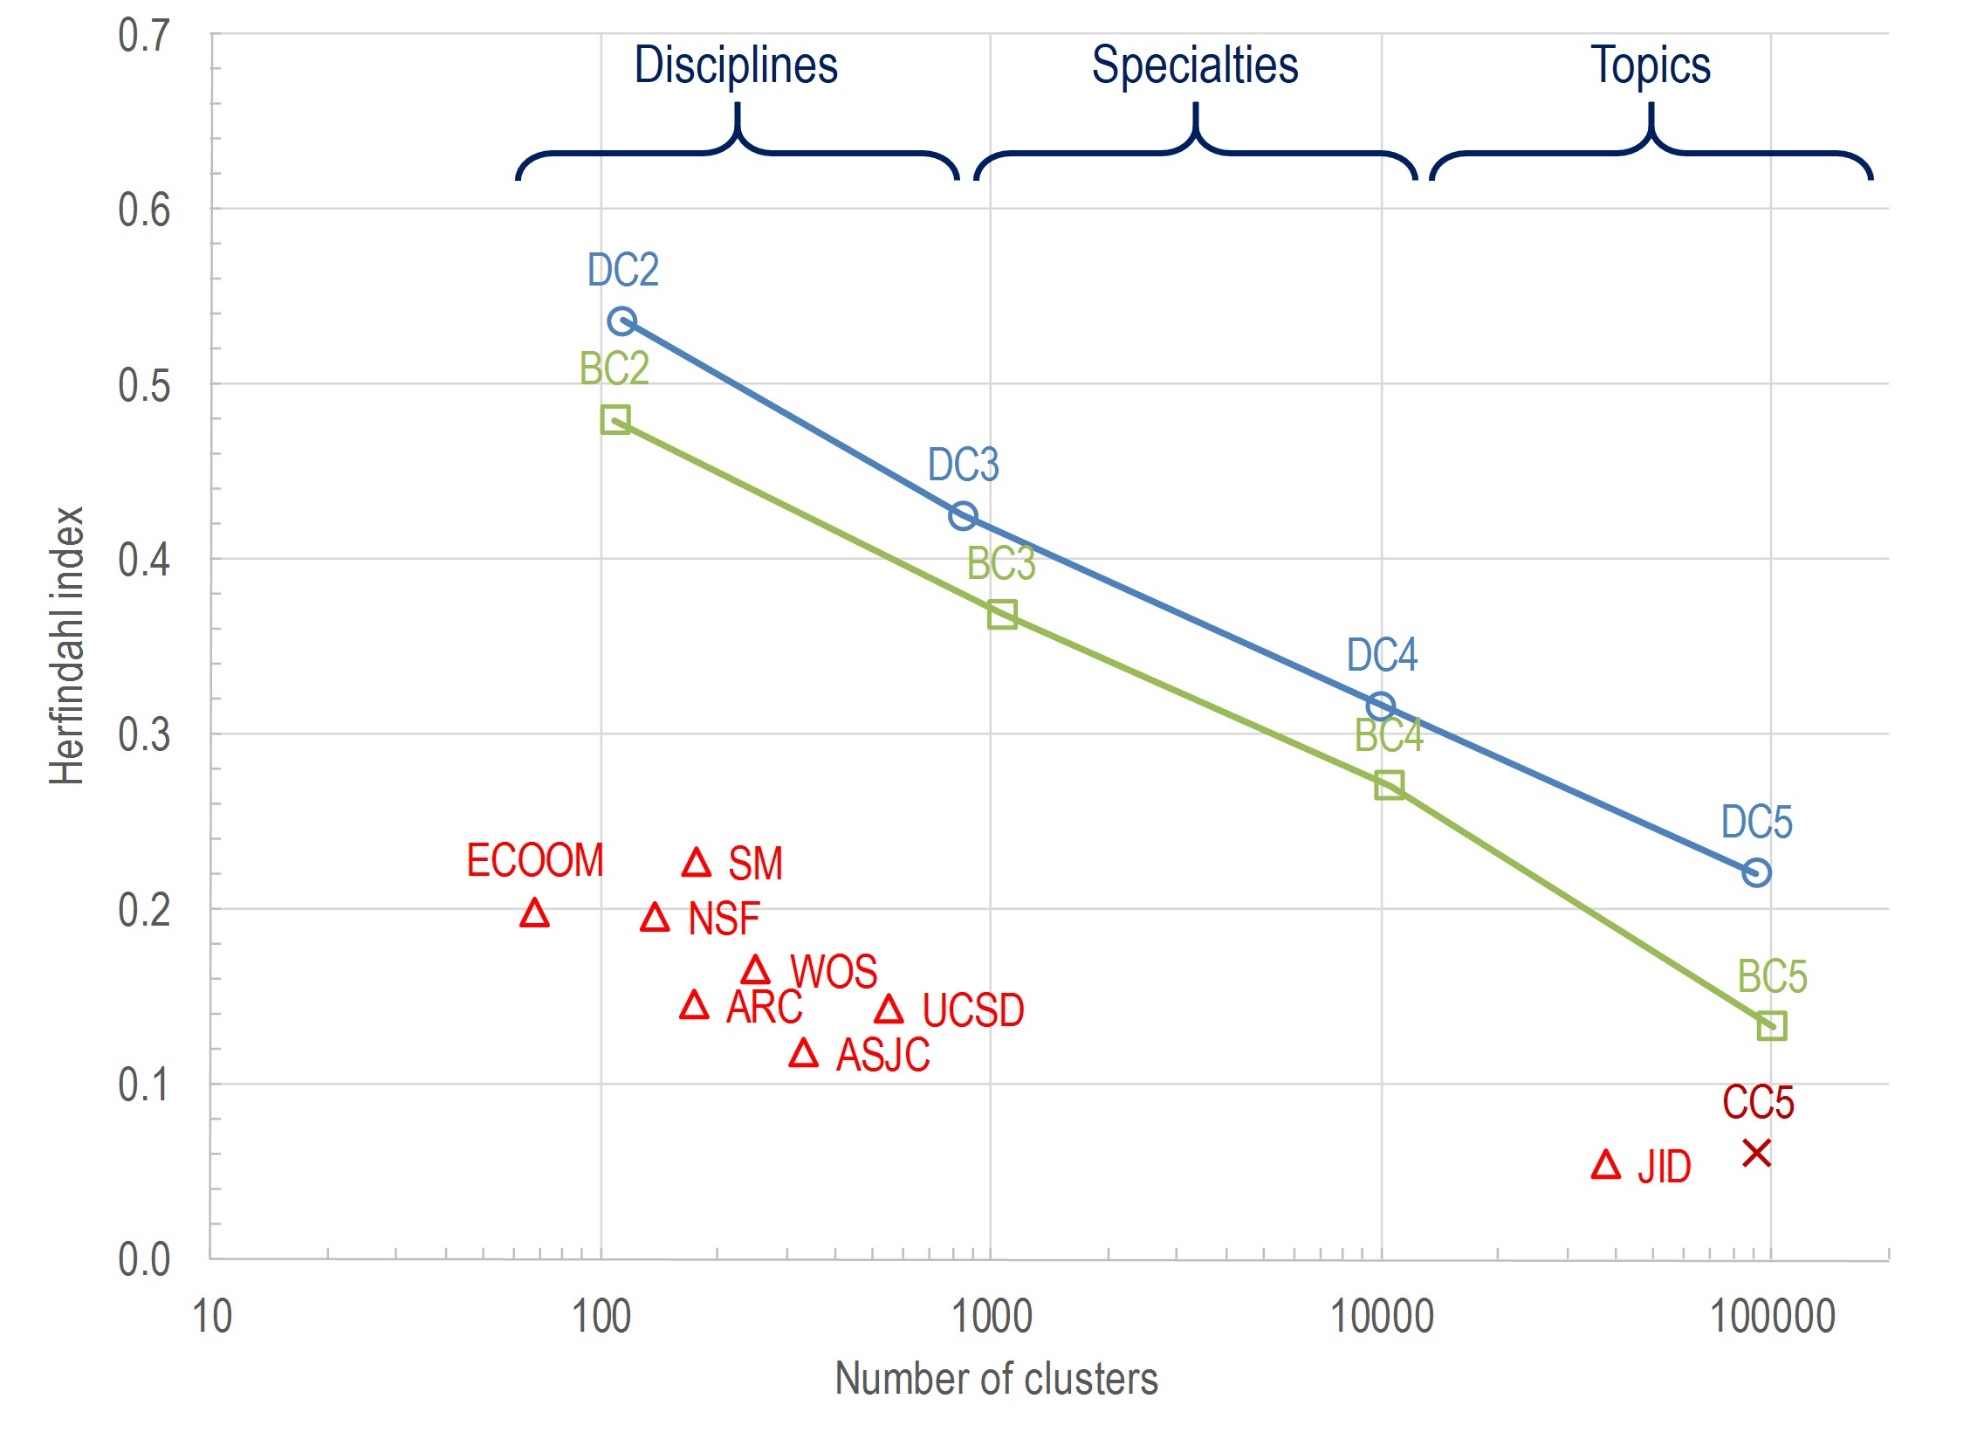 0.7
Disciplines
Specialties
Topics
0.6
DC2
BC2
0.5
DC3
0.4
BC3
DC4
0.3
BC4
DC5
ECOOM
SM
0.2
NSF
WOS
BC5
ARC
UCSD
ASJC
0.1
CC5
JID
0.0
Herfindahl index
10
100
1000
10000
100000
Number of clusters